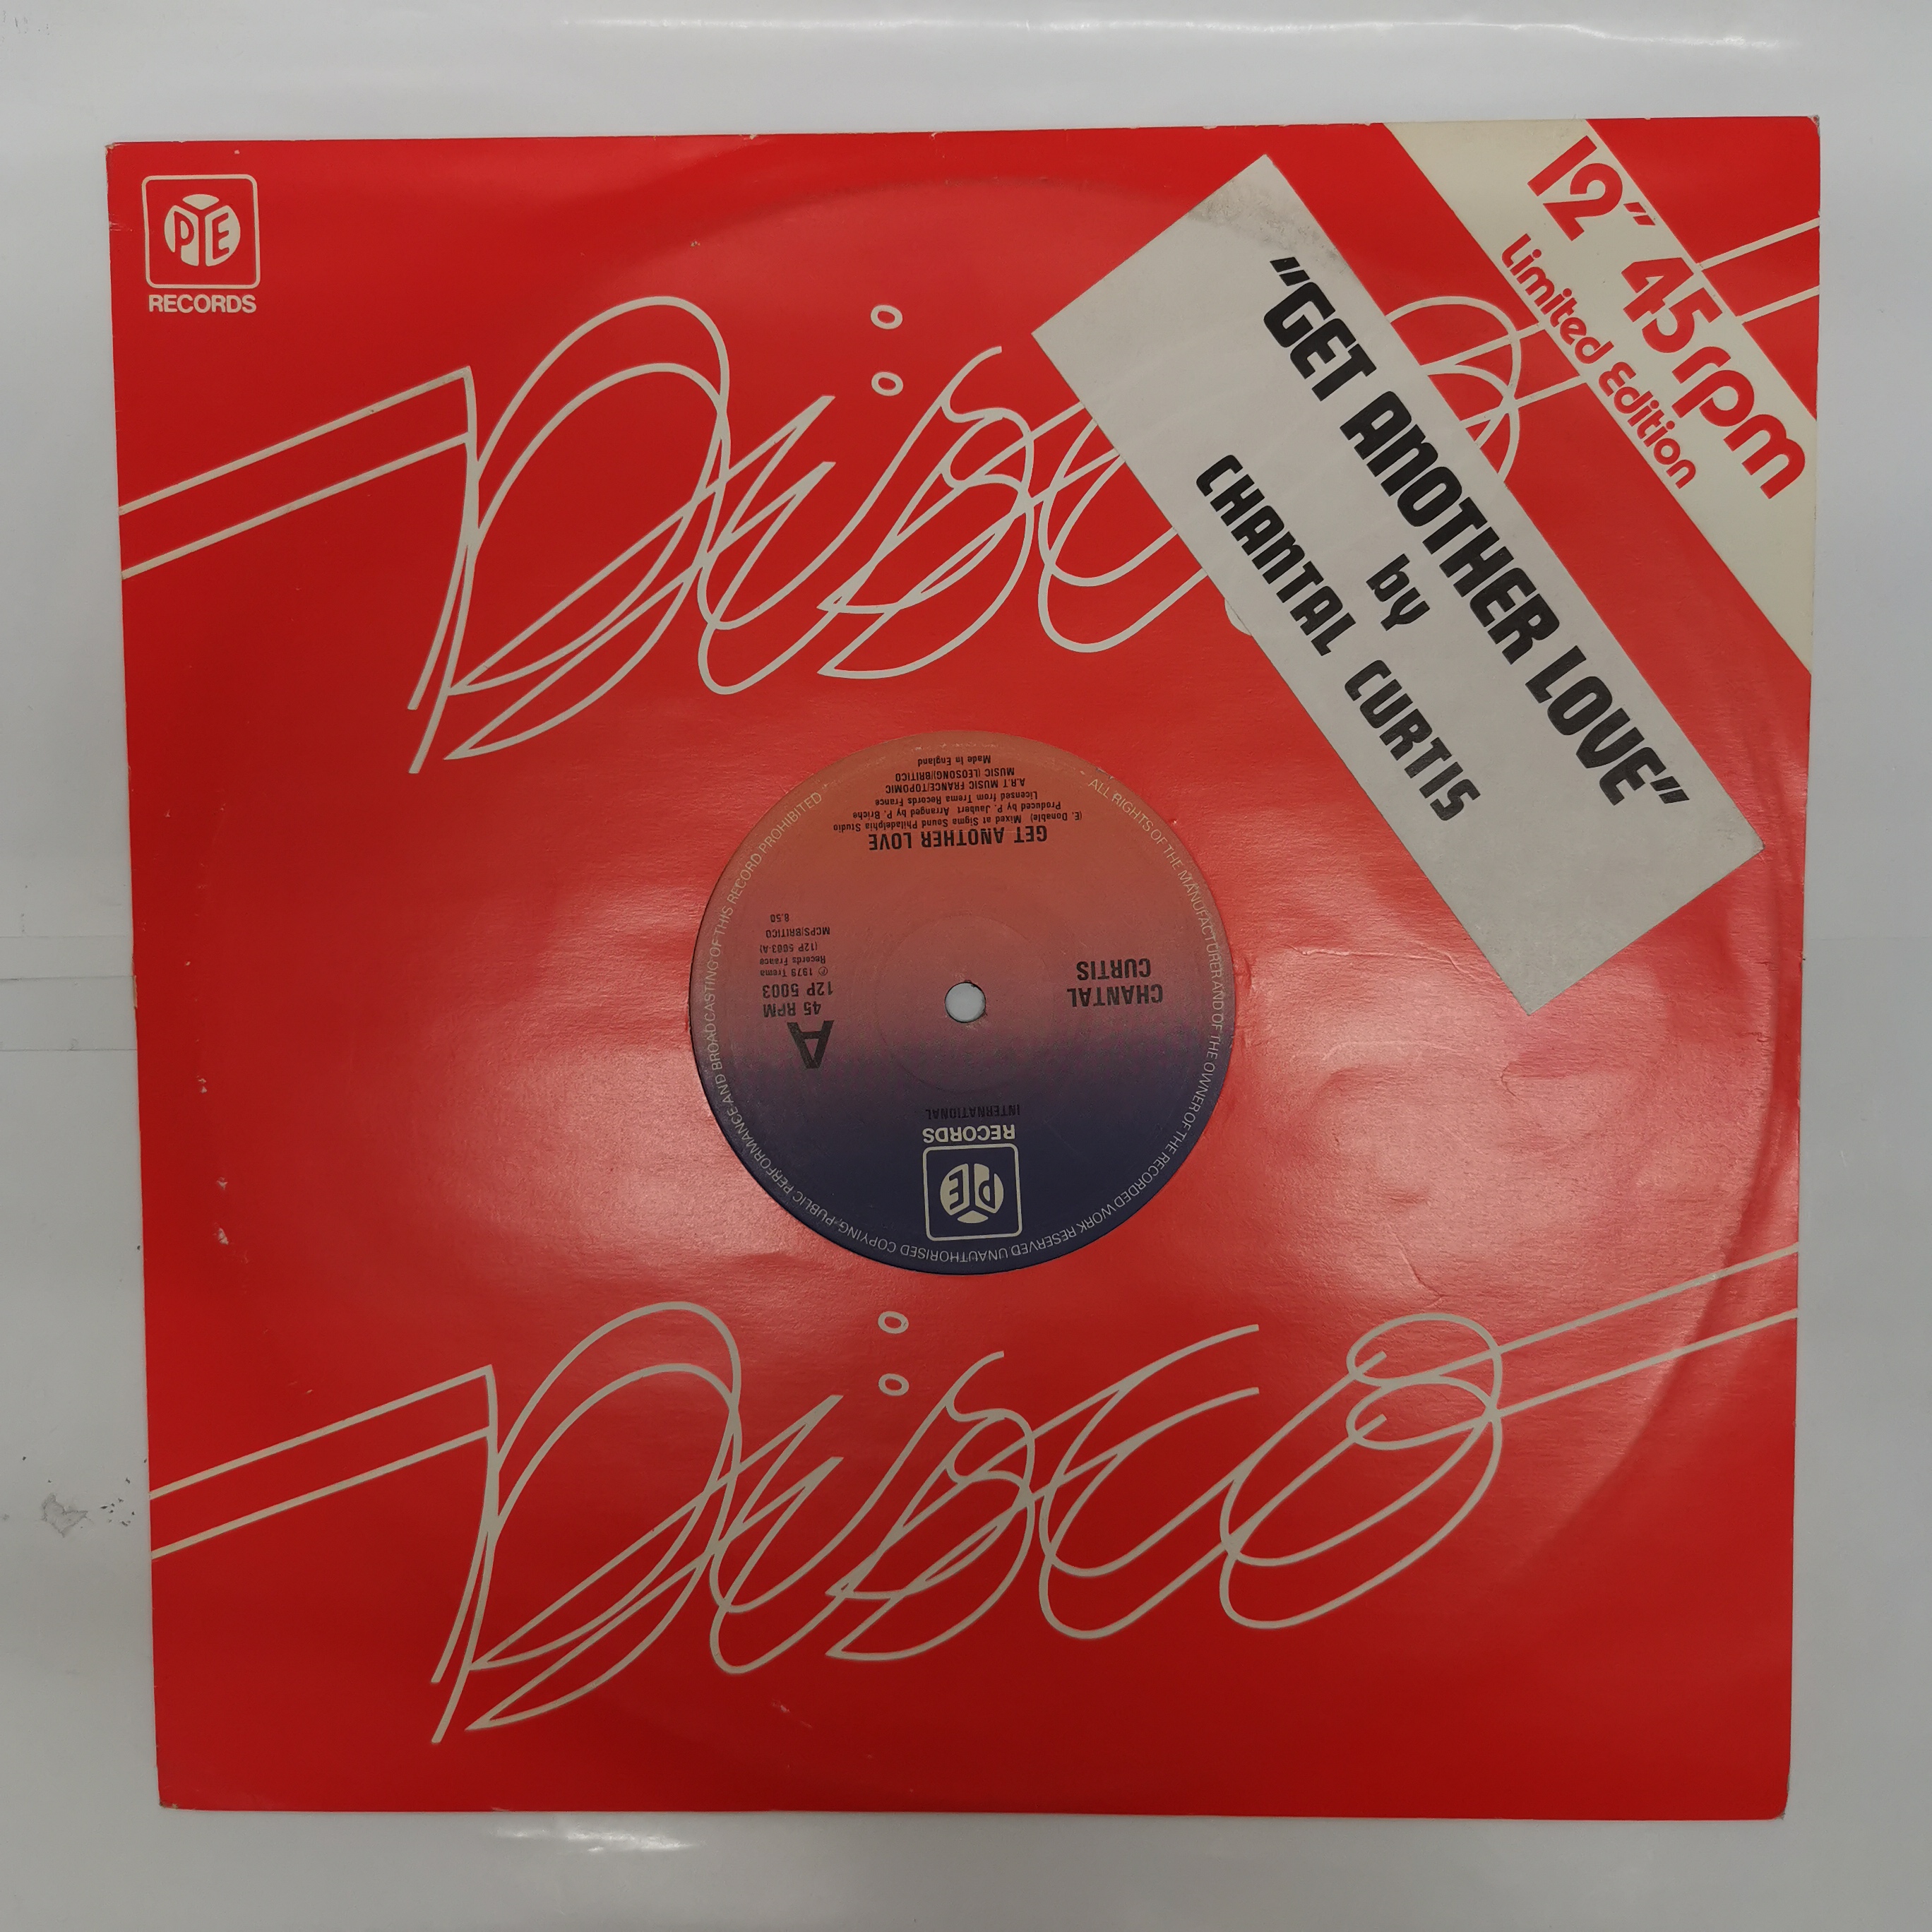 PYE
RECORDS
12" 45rpm
Limited Edition
Disc
"GET ANOTHER LOVE"
by
CHANTAL CURTIS
PYE
RECORDS
INTERNATIONAL
A
45 RPM
12P 5003
℗ 1979 Trema
Records France
(12P 5003-A)
MCPS/BRITICO
8.50
CHANTAL
CURTIS
GET ANOTHER LOVE
(E. Donable) Mixed at Sigma Sound Philadelphia Studio
Produced by P. Jaubert Arranged by P. Briche
Licensed from Trema Records France
A.R.T MUSIC FRANCE/TOPOMIC
MUSIC (LEOSONG)/BRITICO
Made in England
ALL RIGHTS OF THE MANUFACTURER AND OF THE OWNER OF THE RECORDED WORK RESERVED UNAUTHORISED COPYING·PUBLIC PERFORMANCE AND BROADCASTING OF THIS RECORD PROHIBITED
Disco